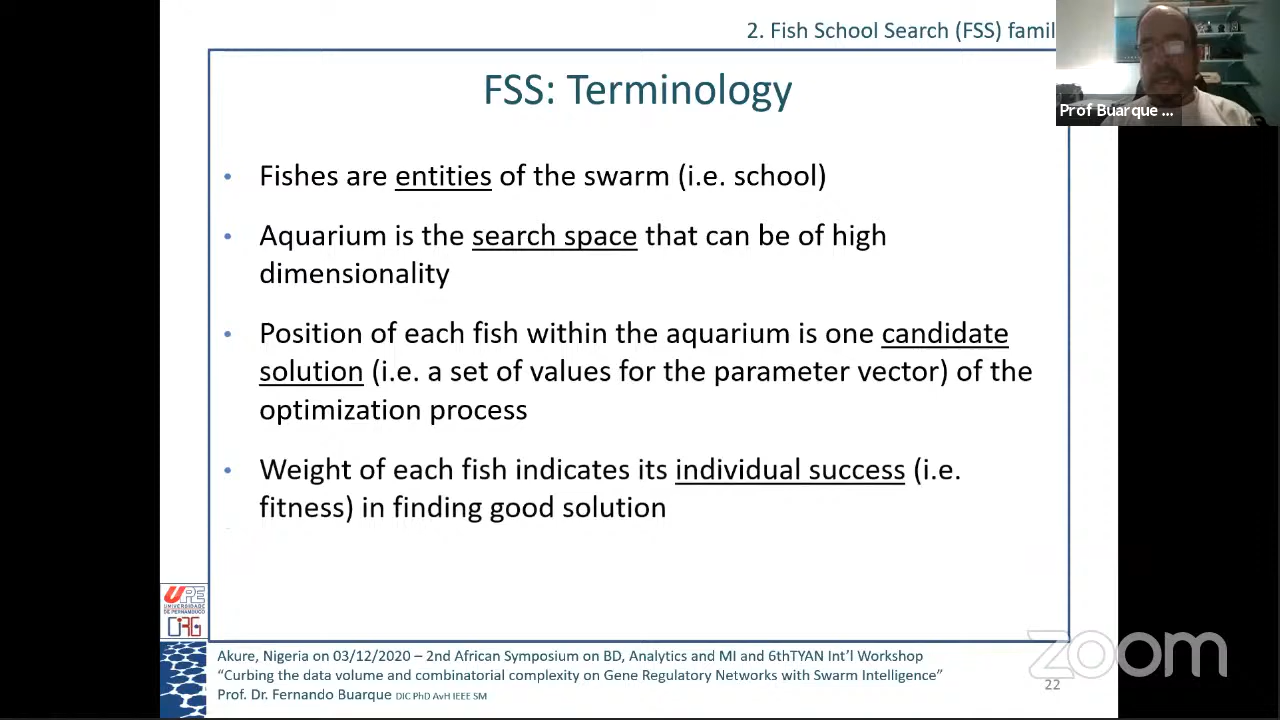 2. Fish School Search (FSS) famil
Prof Buarque ...
FSS: Terminology
• Fishes are entities of the swarm (i.e. school)
• Aquarium is the search space that can be of high
dimensionality
• Position of each fish within the aquarium is one candidate
solution (i.e. a set of values for the parameter vector) of the
optimization process
• Weight of each fish indicates its individual success (i.e.
fitness) in finding good solution
UPE
UNIVERSIDADE
DE PERNAMBUCO
Akure, Nigeria on 03/12/2020 – 2nd African Symposium on BD, Analytics and MI and 6thTYAN Int’l Workshop
“Curbing the data volume and combinatorial complexity on Gene Regulatory Networks with Swarm Intelligence”
Prof. Dr. Fernando Buarque DIC PhD AvH IEEE SM
22
zoom